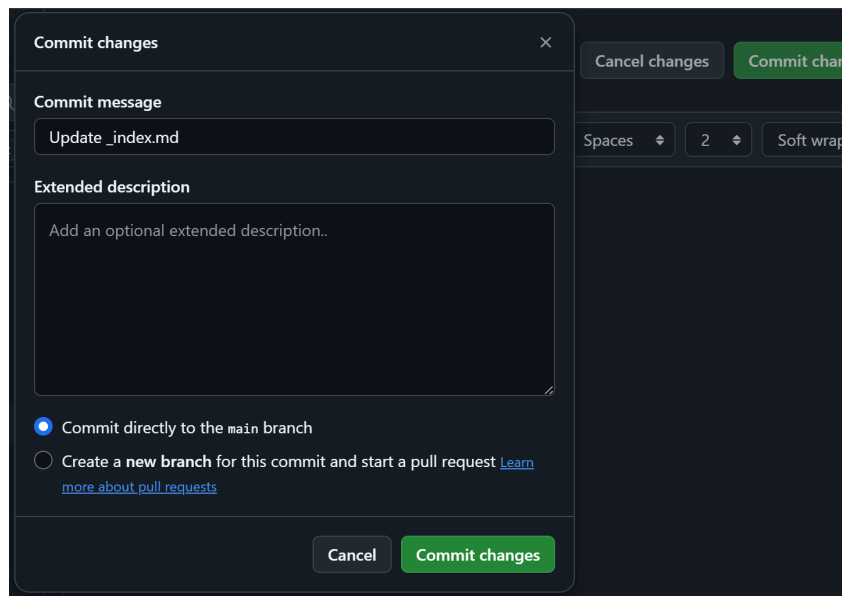 Commit changes
Cancel changes
Commit char
Commit message
Update _index.md
Spaces
2
Soft wrap
Extended description
Add an optional extended description..
Commit directly to the main branch
Create a new branch for this commit and start a pull request Learn
more about pull requests
Cancel
Commit changes